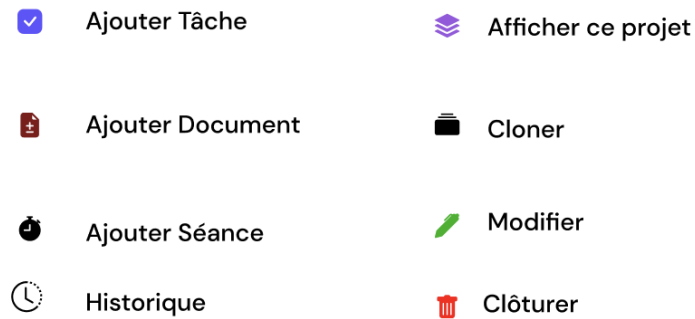 Ajouter Tâche
Afficher ce projet
Ajouter Document
Cloner
Ajouter Séance
Modifier
Historique
Clôturer